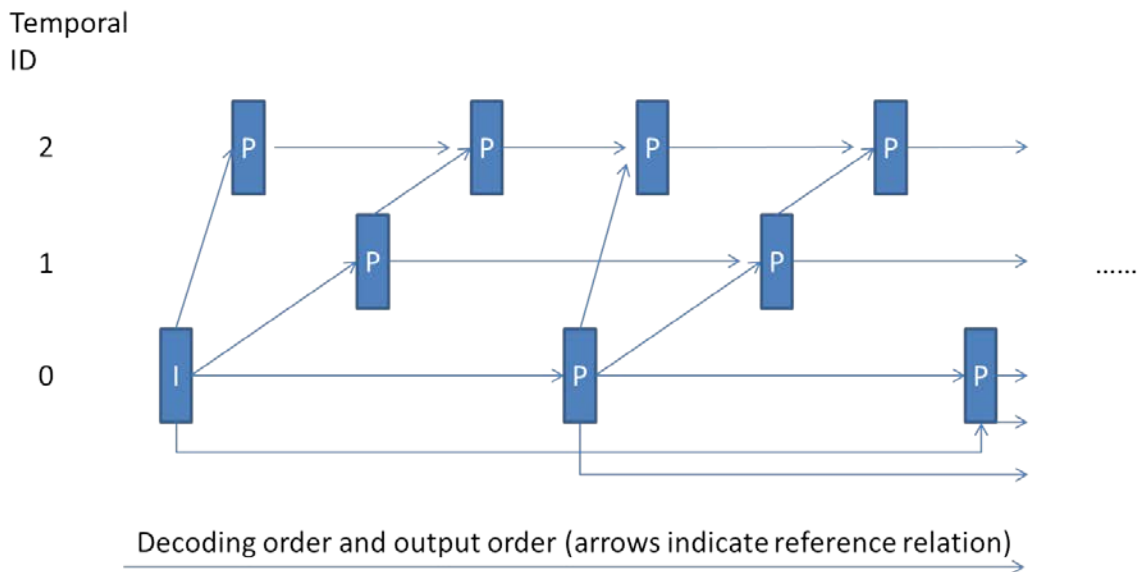 Temporal
ID
2
P
P
P
P
1
P
P
......
0
I
P
P
Decoding order and output order (arrows indicate reference relation)